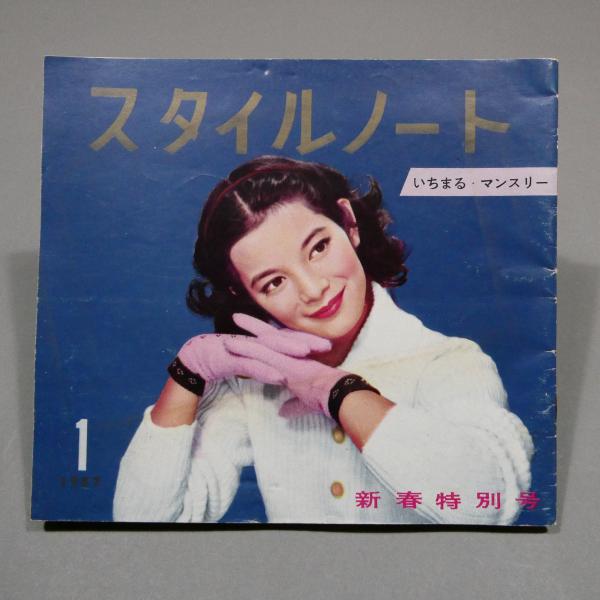 スタイルノート
いちまる・マンスリー
1
新春特別号